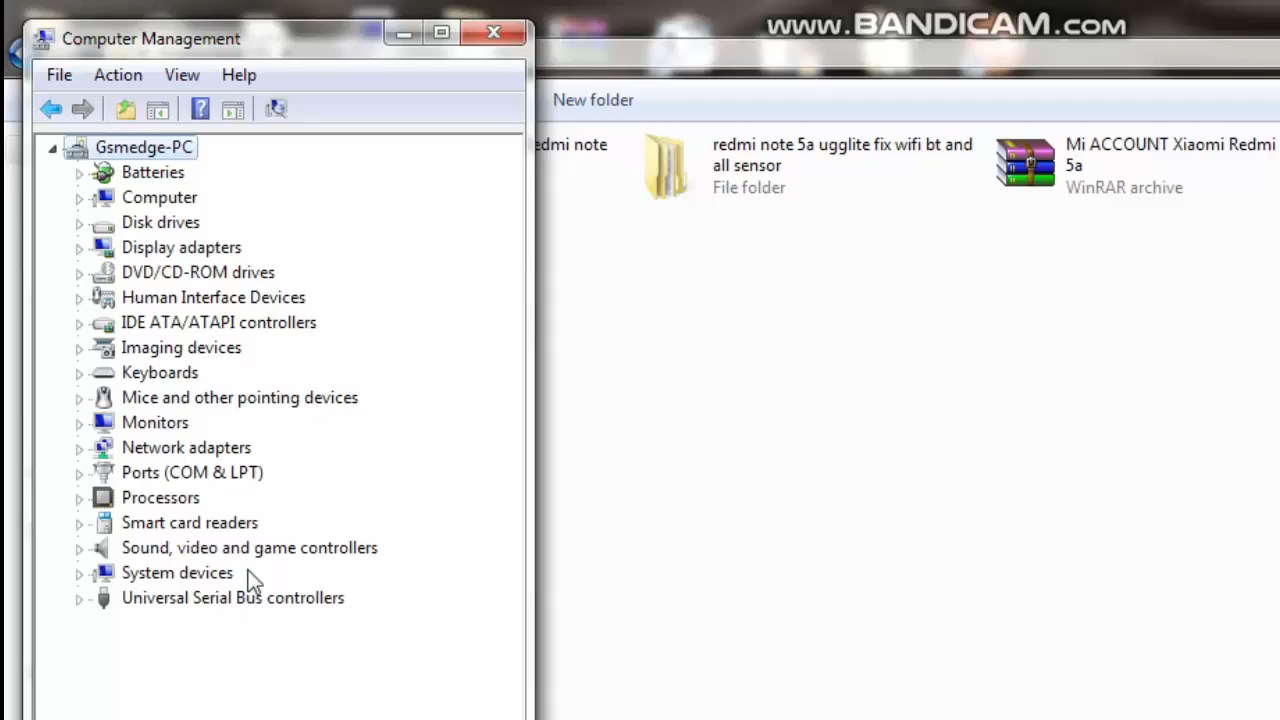 www.BANDICAM.com
Computer Management
File Action View Help
New folder
Gsmedge-PC
Batteries
Computer
Disk drives
Display adapters
DVD/CD-ROM drives
Human Interface Devices
IDE ATA/ATAPI controllers
Imaging devices
Keyboards
Mice and other pointing devices
Monitors
Network adapters
Ports (COM & LPT)
Processors
Smart card readers
Sound, video and game controllers
System devices
Universal Serial Bus controllers
edmi note
redmi note 5a ugglite fix wifi bt and
all sensor
File folder
Mi ACCOUNT Xiaomi Redmi
5a
WinRAR archive